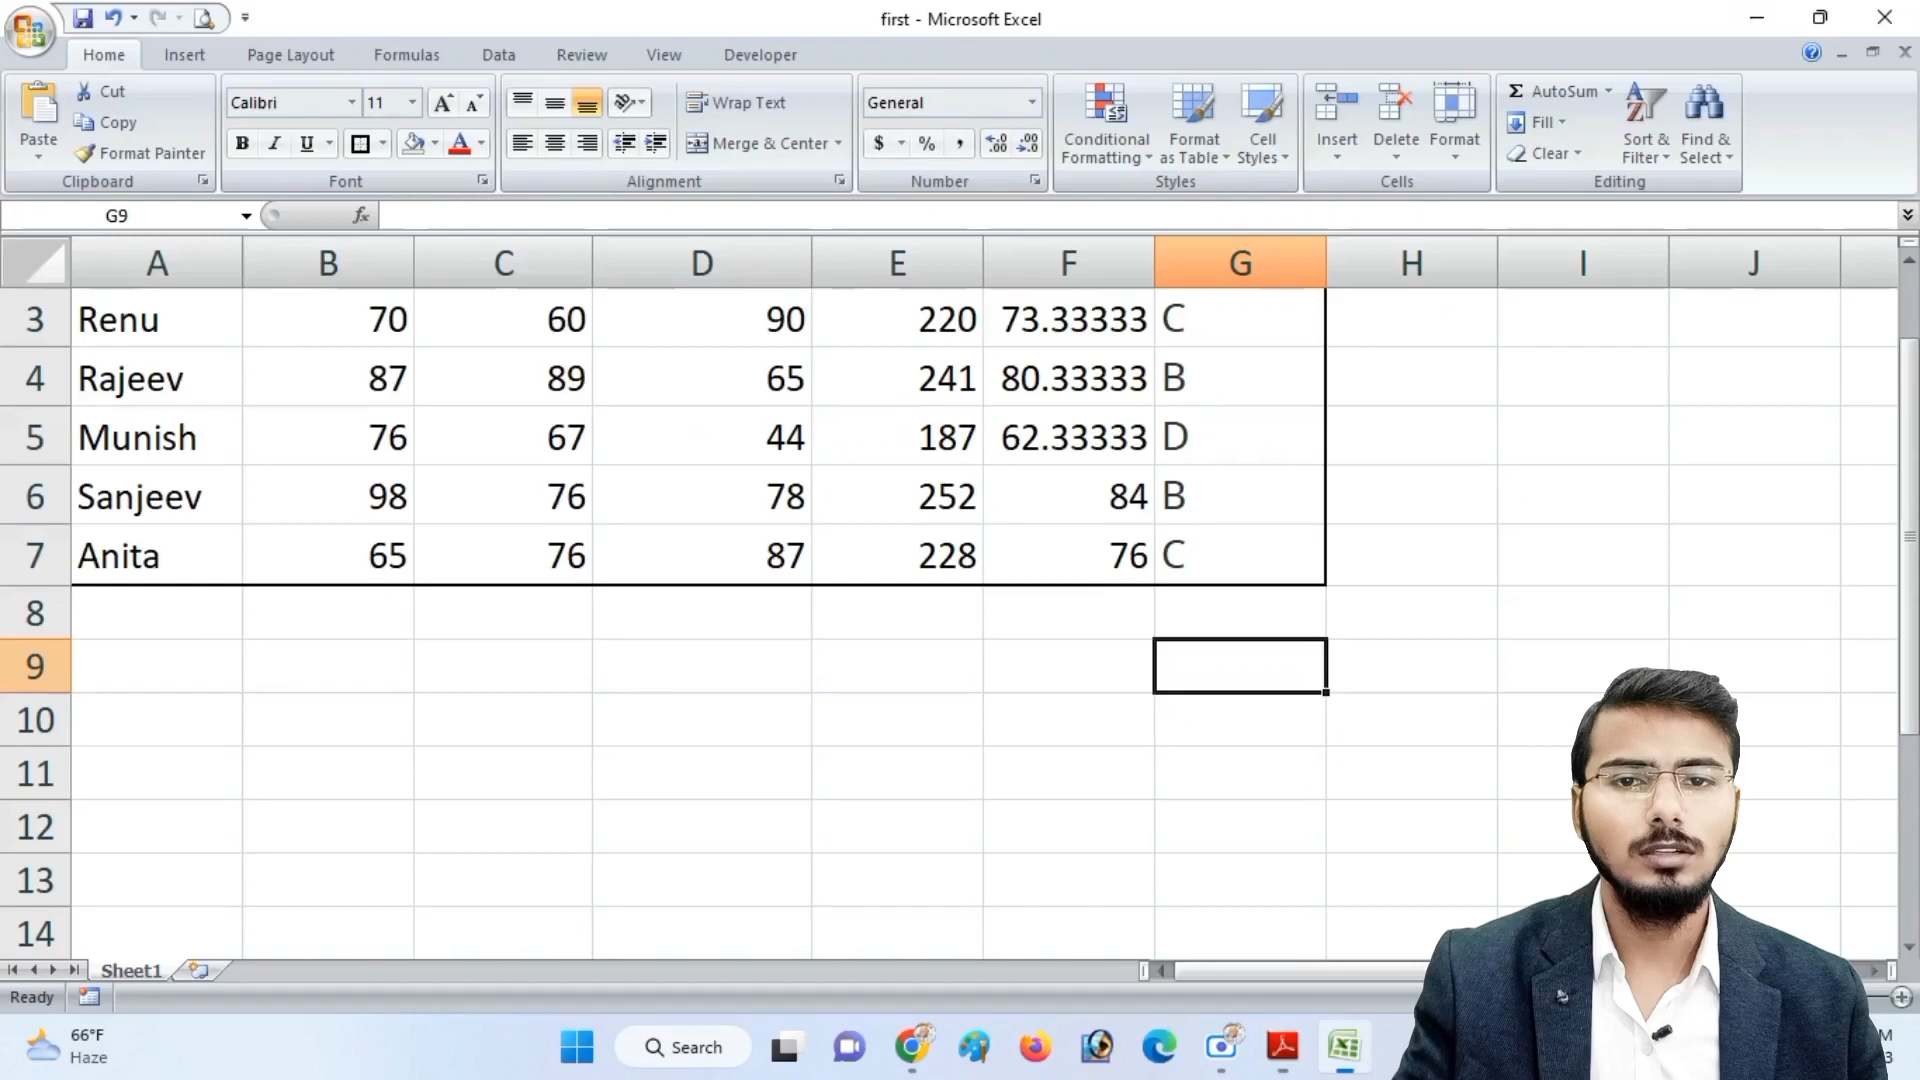 first - Microsoft Excel
Home Insert Page Layout Formulas Data Review View Developer
Paste Cut Copy Format Painter Clipboard
Calibri 11 A A B I U A Font
Wrap Text Merge & Center Alignment
General $ % , .00 .00 Number
Conditional Formatting Format as Table Cell Styles Styles
Insert Delete Format Cells
Σ AutoSum Fill Clear Sort & Filter Find & Select Editing
G9 fx
A B C D E F G H I J
3 Renu 70 60 90 220 73.33333 C
4 Rajeev 87 89 65 241 80.33333 B
5 Munish 76 67 44 187 62.33333 D
6 Sanjeev 98 76 78 252 84 B
7 Anita 65 76 87 228 76 C
8
9
10
11
12
13
14
Sheet1
Ready
66°F
Haze
Search